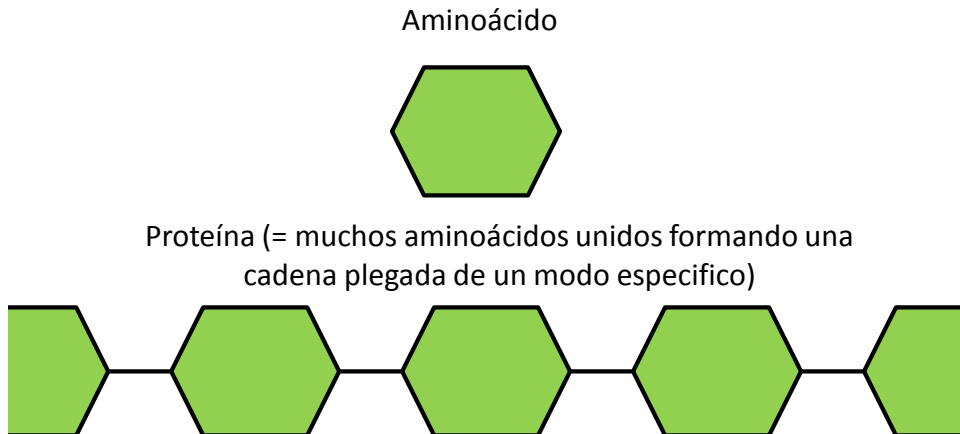 Aminoácido
Proteína (= muchos aminoácidos unidos formando una
cadena plegada de un modo especifico)